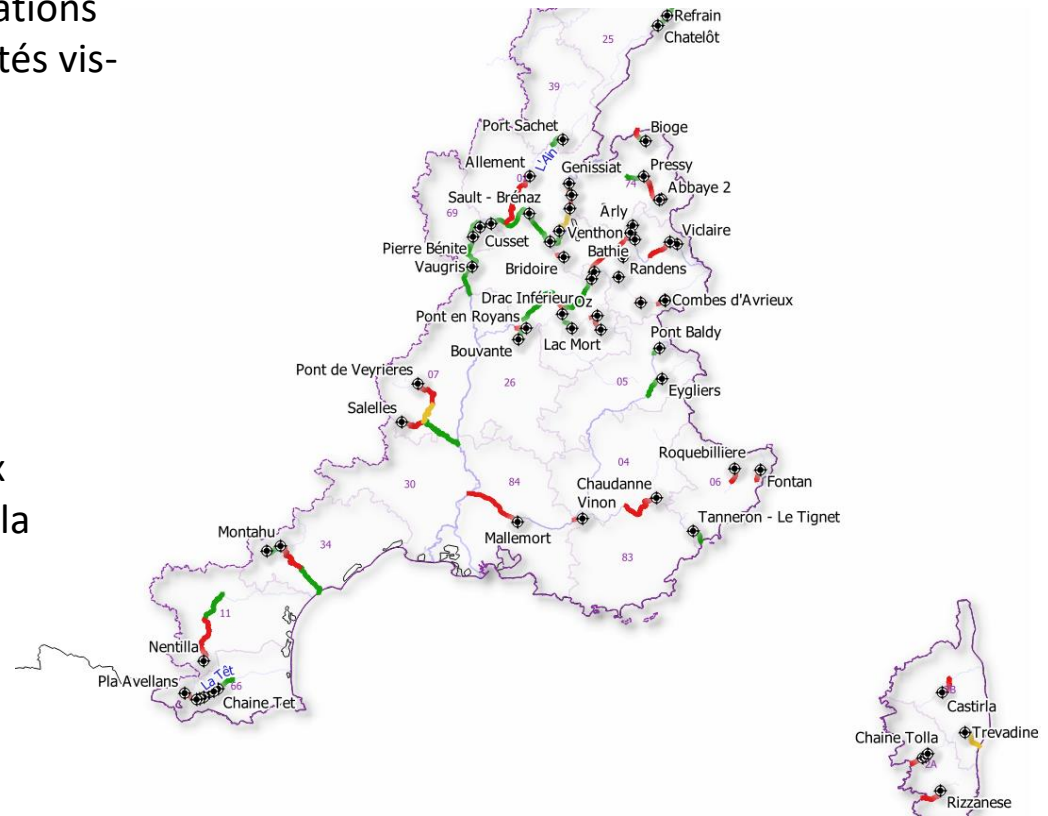 ations
tés vis-
x
la
Refrain
Chatelôt
25
39
Port Sachet
L'Ain
Bioge
Allement
Genissiat
Pressy
74
Abbaye 2
Sault - Brénaz
69
Arly
Cusset
Venthon
Viclaire
Pierre Bénite
Bathie
Vaugris
Bridoire
Randens
Drac Inférieur
Oz
Combes d'Avrieux
Pont en Royans
Pont Baldy
Bouvante
Lac Mort
Pont de Veyrières
07
26
05
Eygliers
Salelles
Roquebilliere
04
30
84
Chaudanne
06
Fontan
Vinon
Tanneron - Le Tignet
Montahu
34
Mallemort
83
11
Nentilla
La Têt
Pla Avellans
66
Chaine Tet
Castirla
Trevadine
Chaine Tolla
2A
Rizzanese